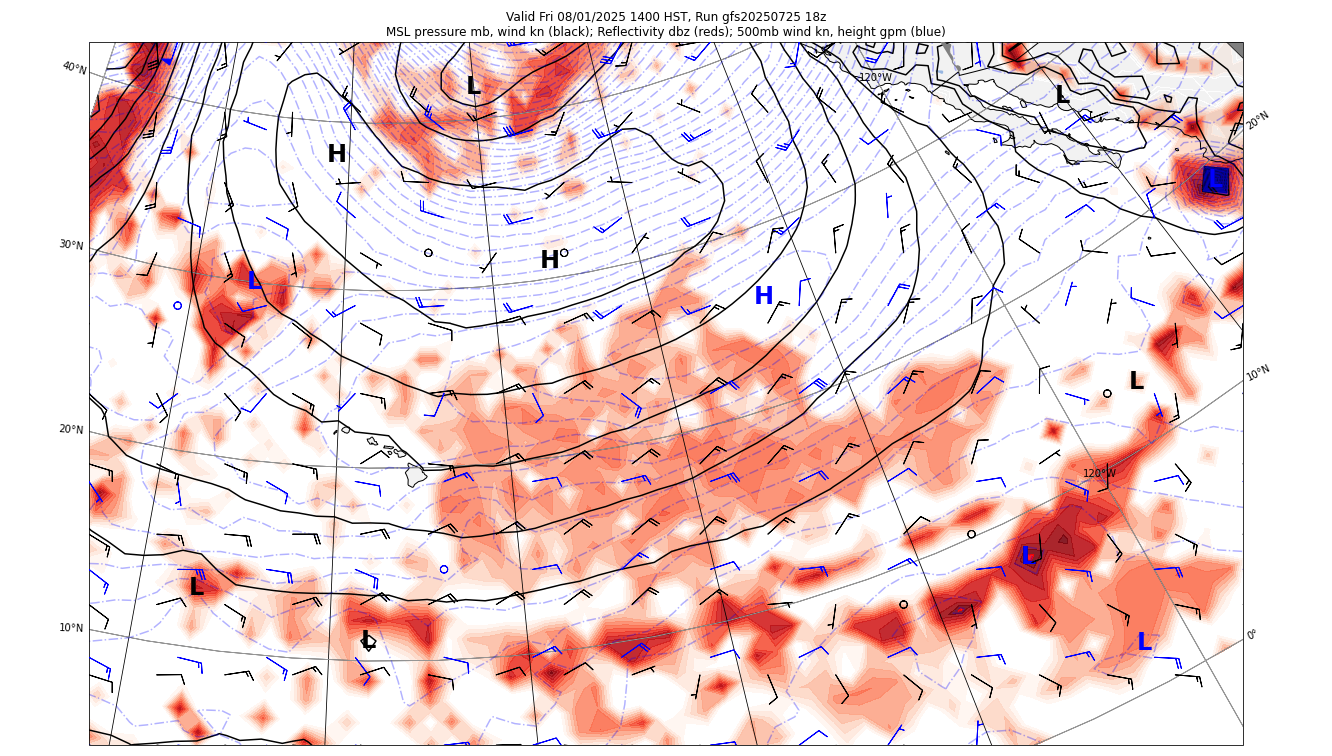 Valid Fri 08/01/2025 1400 HST, Run gfs20250725 18z
MSL pressure mb, wind kn (black); Reflectivity dbz (reds); 500mb wind kn, height gpm (blue)
40°N
120°W
L
L
20°N
H
L
30°N
H
L
H
10°N
L
20°N
120°W
L
L
10°N
L
0°
L